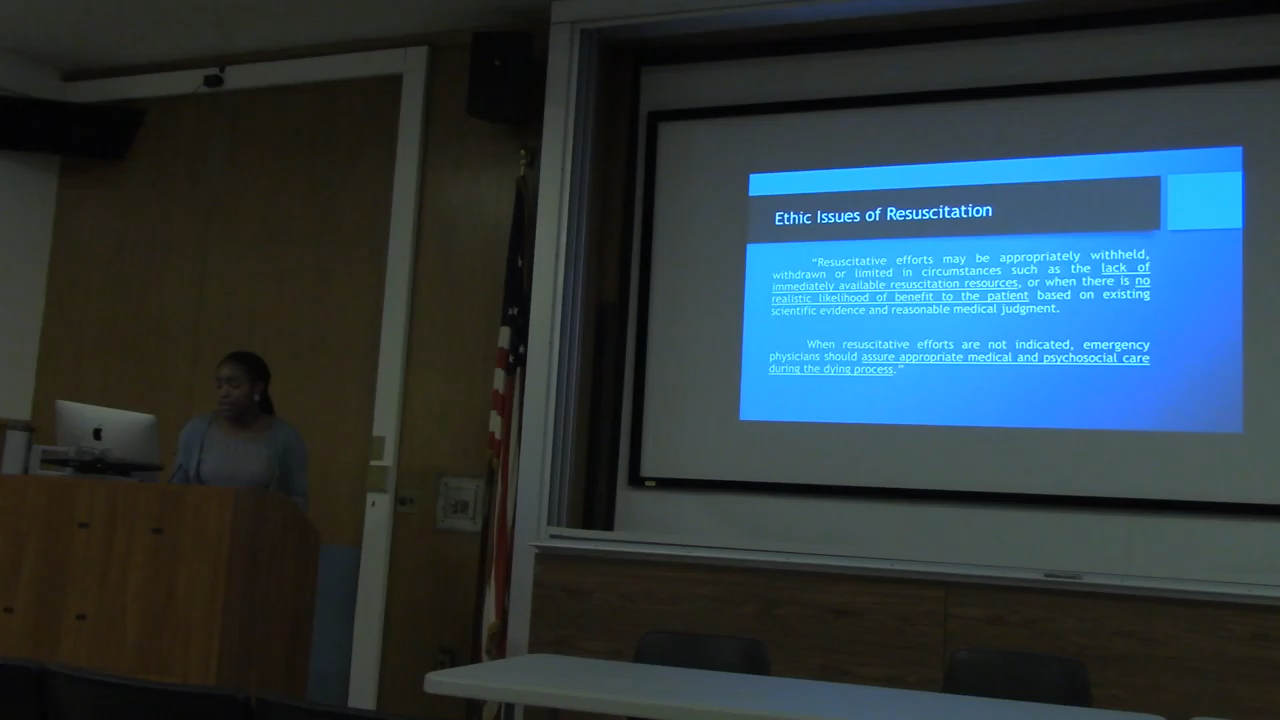 Ethic Issues of Resuscitation
“Resuscitative efforts may be appropriately withheld,
withdrawn or limited in circumstances such as the lack of
immediately available resuscitation resources, or when there is no
realistic likelihood of benefit to the patient based on existing
scientific evidence and reasonable medical judgment.
When resuscitative efforts are not indicated, emergency
physicians should assure appropriate medical and psychosocial care
during the dying process.”